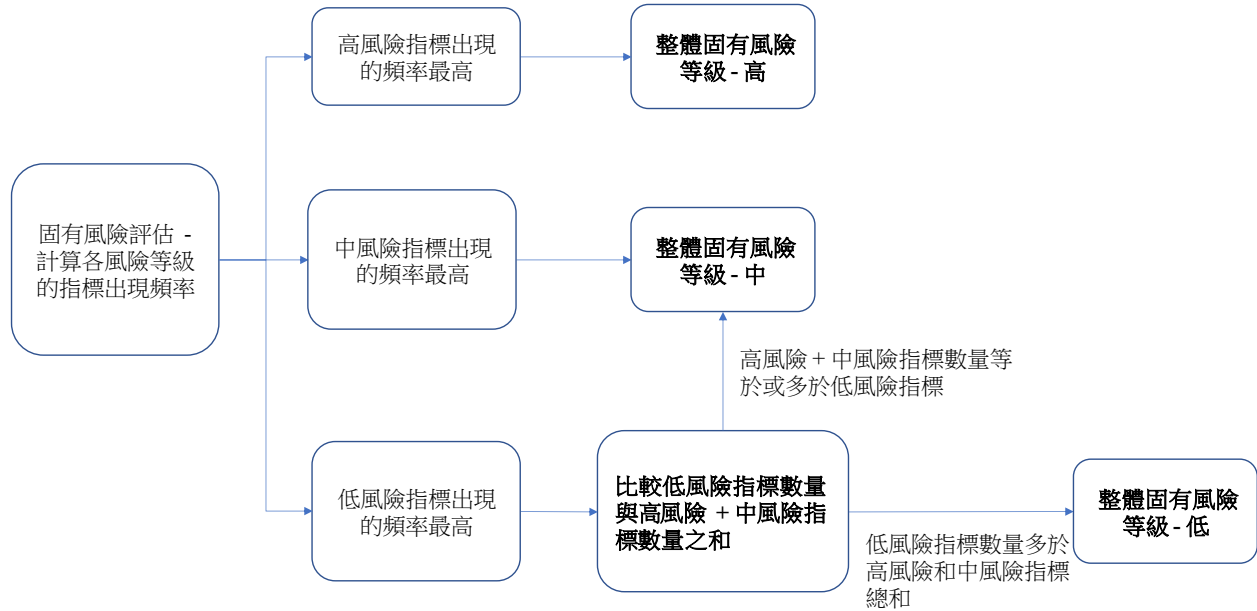 高風險指標出現
的頻率最高
整體固有風險
等級 - 高
固有風險評估 -
計算各風險等級
的指標出現頻率
中風險指標出現
的頻率最高
整體固有風險
等級 - 中
高風險 + 中風險指標數量等
於或多於低風險指標
低風險指標出現
的頻率最高
比較低風險指標數量
與高風險 + 中風險指
標數量之和
整體固有風險
等級 - 低
低風險指標數量多於
高風險和中風險指標
總和